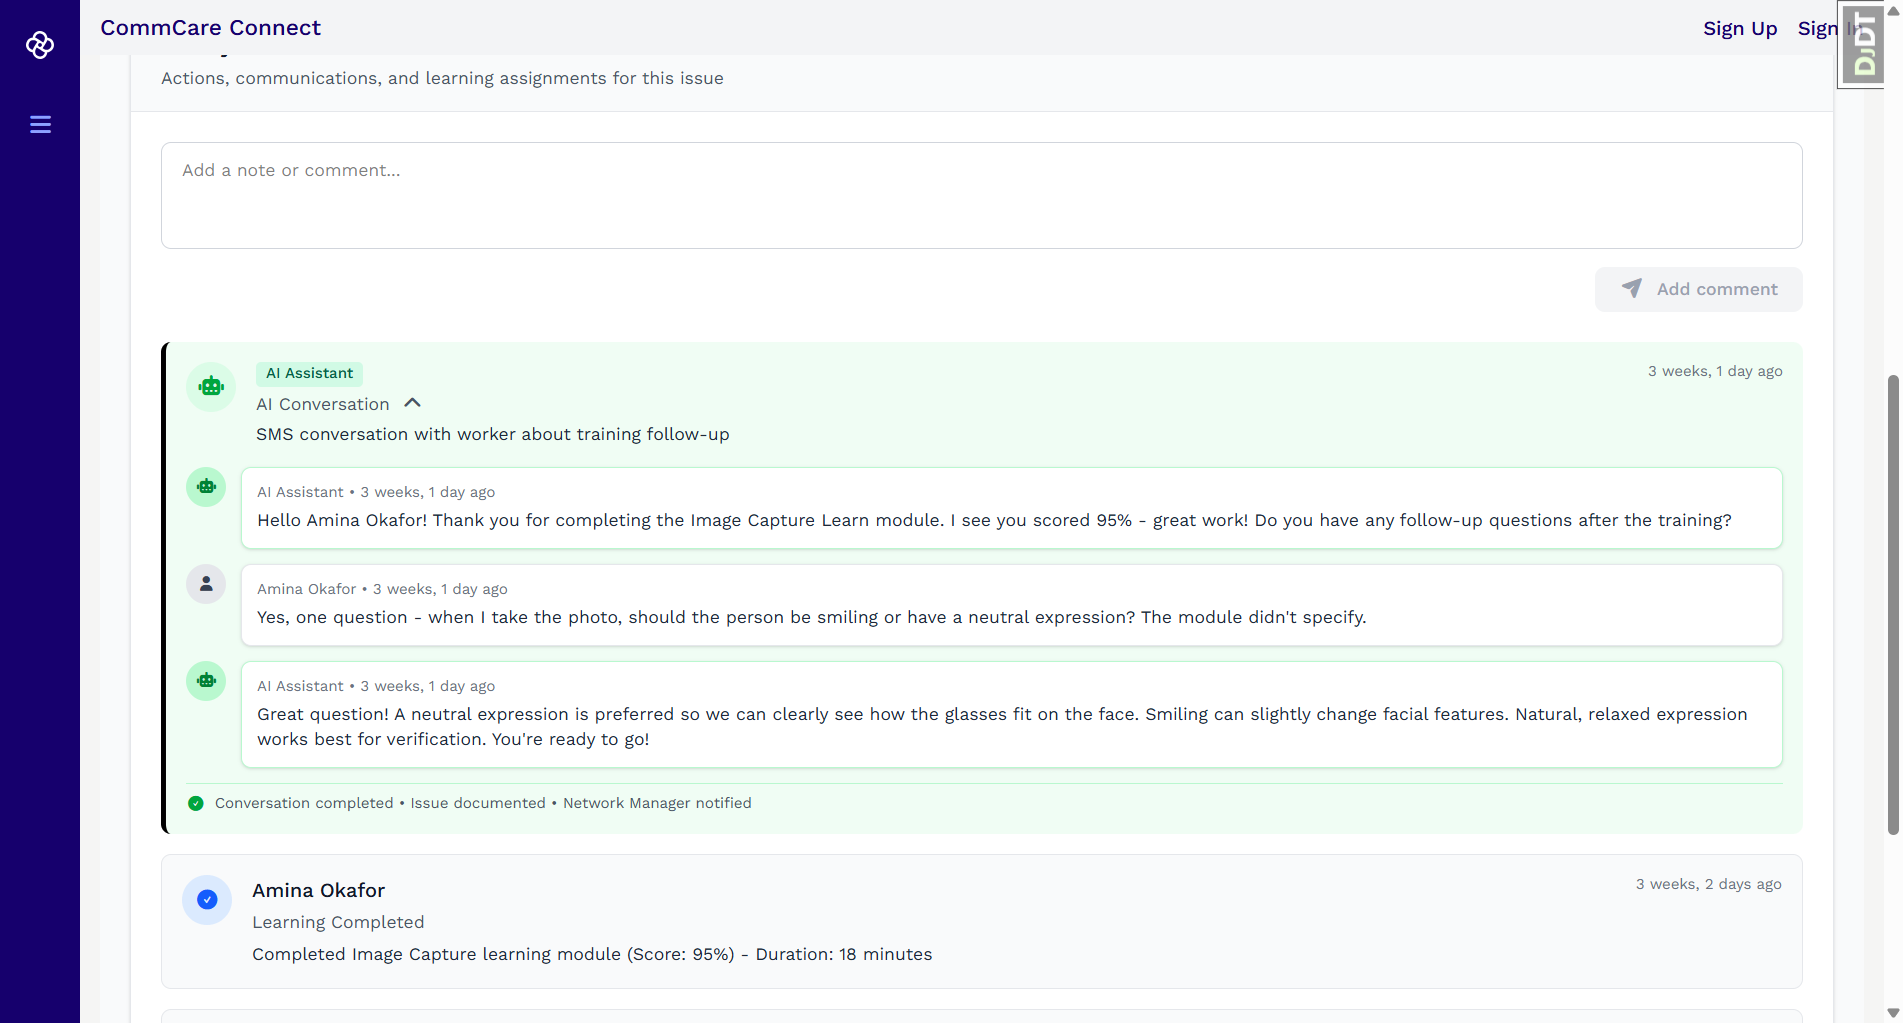 CommCare Connect
Sign Up
Sign In
DJDT
Actions, communications, and learning assignments for this issue
Add a note or comment...
Add comment
AI Assistant
3 weeks, 1 day ago
AI Conversation
SMS conversation with worker about training follow-up
AI Assistant • 3 weeks, 1 day ago
Hello Amina Okafor! Thank you for completing the Image Capture Learn module. I see you scored 95% - great work! Do you have any follow-up questions after the training?
Amina Okafor • 3 weeks, 1 day ago
Yes, one question - when I take the photo, should the person be smiling or have a neutral expression? The module didn't specify.
AI Assistant • 3 weeks, 1 day ago
Great question! A neutral expression is preferred so we can clearly see how the glasses fit on the face. Smiling can slightly change facial features. Natural, relaxed expression
works best for verification. You're ready to go!
Conversation completed • Issue documented • Network Manager notified
Amina Okafor
3 weeks, 2 days ago
Learning Completed
Completed Image Capture learning module (Score: 95%) - Duration: 18 minutes